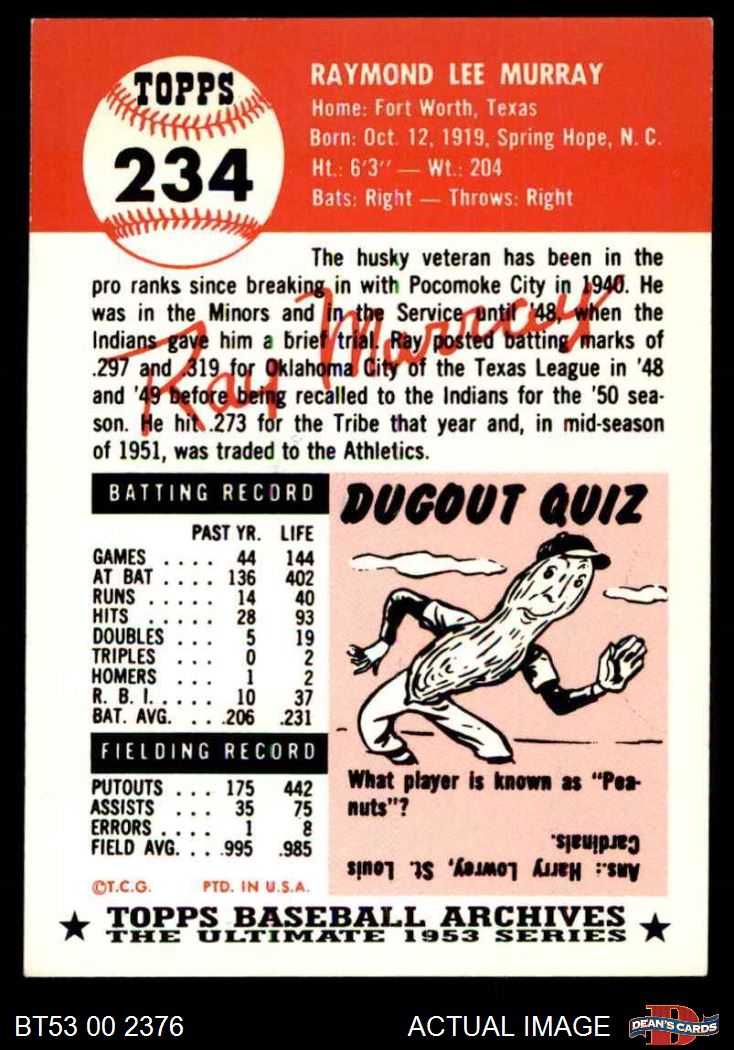 TOPPS
234
RAYMOND LEE MURRAY
Home: Fort Worth, Texas
Born: Oct. 12, 1919, Spring Hope, N. C.
Ht.: 6'3" — Wt.: 204
Bats: Right — Throws: Right
The husky veteran has been in the
pro ranks since breaking in with Pocomoke City in 1940. He
was in the Minors and in the Service until '48, when the
Indians gave him a brief trial. Ray posted batting marks of
.297 and .319 for Oklahoma City of the Texas League in '48
and '49 before being recalled to the Indians for the '50 sea-
son. He hit .273 for the Tribe that year and, in mid-season
of 1951, was traded to the Athletics.
Ray Murray
BATTING RECORD
PAST YR. LIFE
GAMES .... 44 144
AT BAT .... 136 402
RUNS ..... 14 40
HITS ..... 28 93
DOUBLES ... 5 19
TRIPLES ... 0 2
HOMERS ... 1 2
R. B. I. .... 10 37
BAT. AVG. ... .206 .231
FIELDING RECORD
PUTOUTS ... 175 442
ASSISTS ... 35 75
ERRORS .... 1 8
FIELD AVG. .. .995 .985
©T.C.G. PTD. IN U.S.A.
DUGOUT QUIZ
What player is known as "Pea-
nuts"?
Ans.: Harry Lowrey, St. Louis
Cardinals.
TOPPS BASEBALL ARCHIVES
THE ULTIMATE 1953 SERIES
BT53 00 2376
ACTUAL IMAGE
D
DEAN'S CARDS